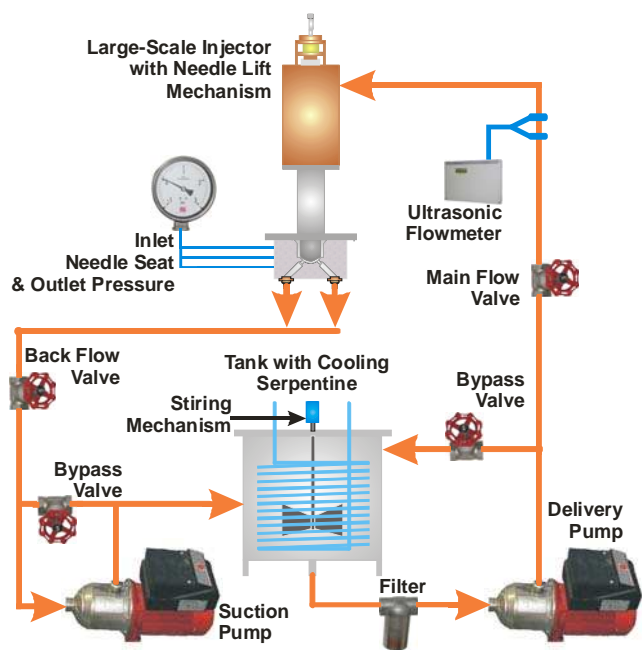 Large-Scale Injector
with Needle Lift
Mechanism
Inlet
Needle Seat
& Outlet Pressure
Ultrasonic
Flowmeter
Main Flow
Valve
Back Flow
Valve
Tank with Cooling
Serpentine
Stiring
Mechanism
Bypass
Valve
Bypass
Valve
Delivery
Pump
Filter
Suction
Pump